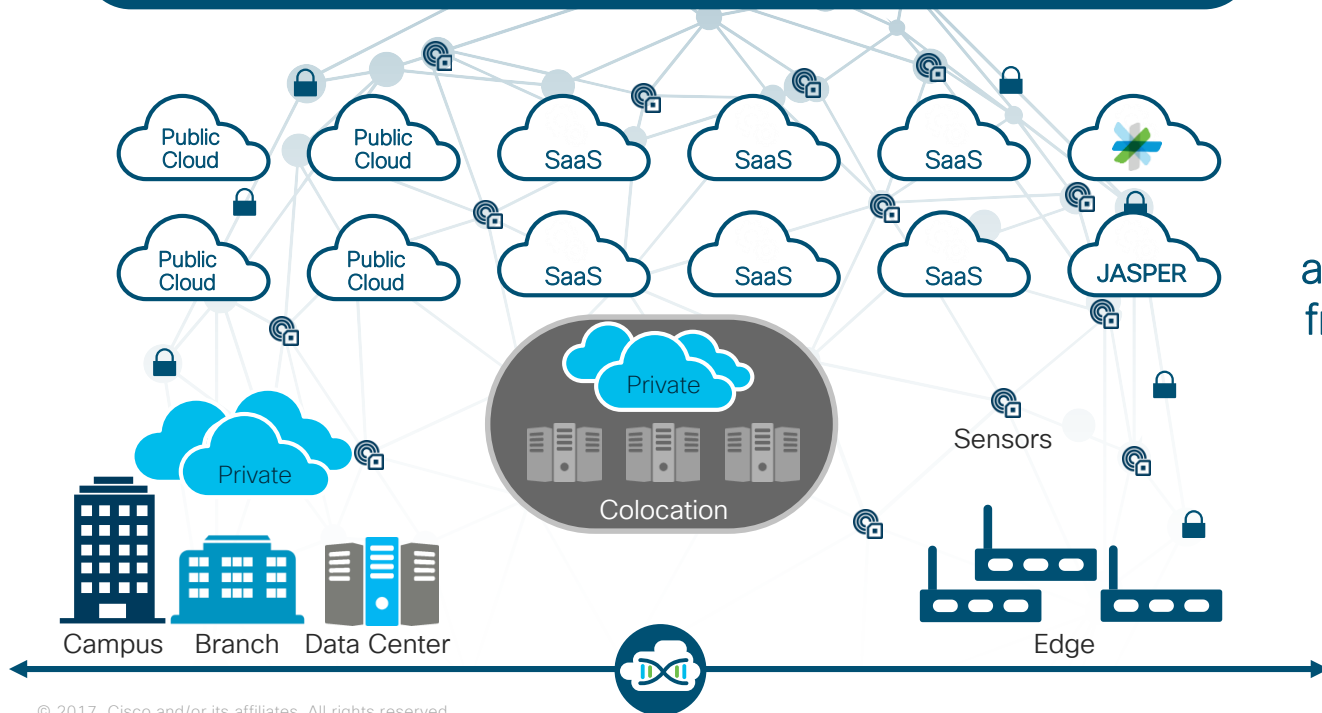 Public
Cloud
Public
Cloud
SaaS
SaaS
SaaS
Public
Cloud
Public
Cloud
SaaS
SaaS
SaaS
JASPER
a
fr
Private
Private
Colocation
Sensors
Campus
Branch
Data Center
Edge
© 2017 Cisco and/or its affiliates. All rights reserved